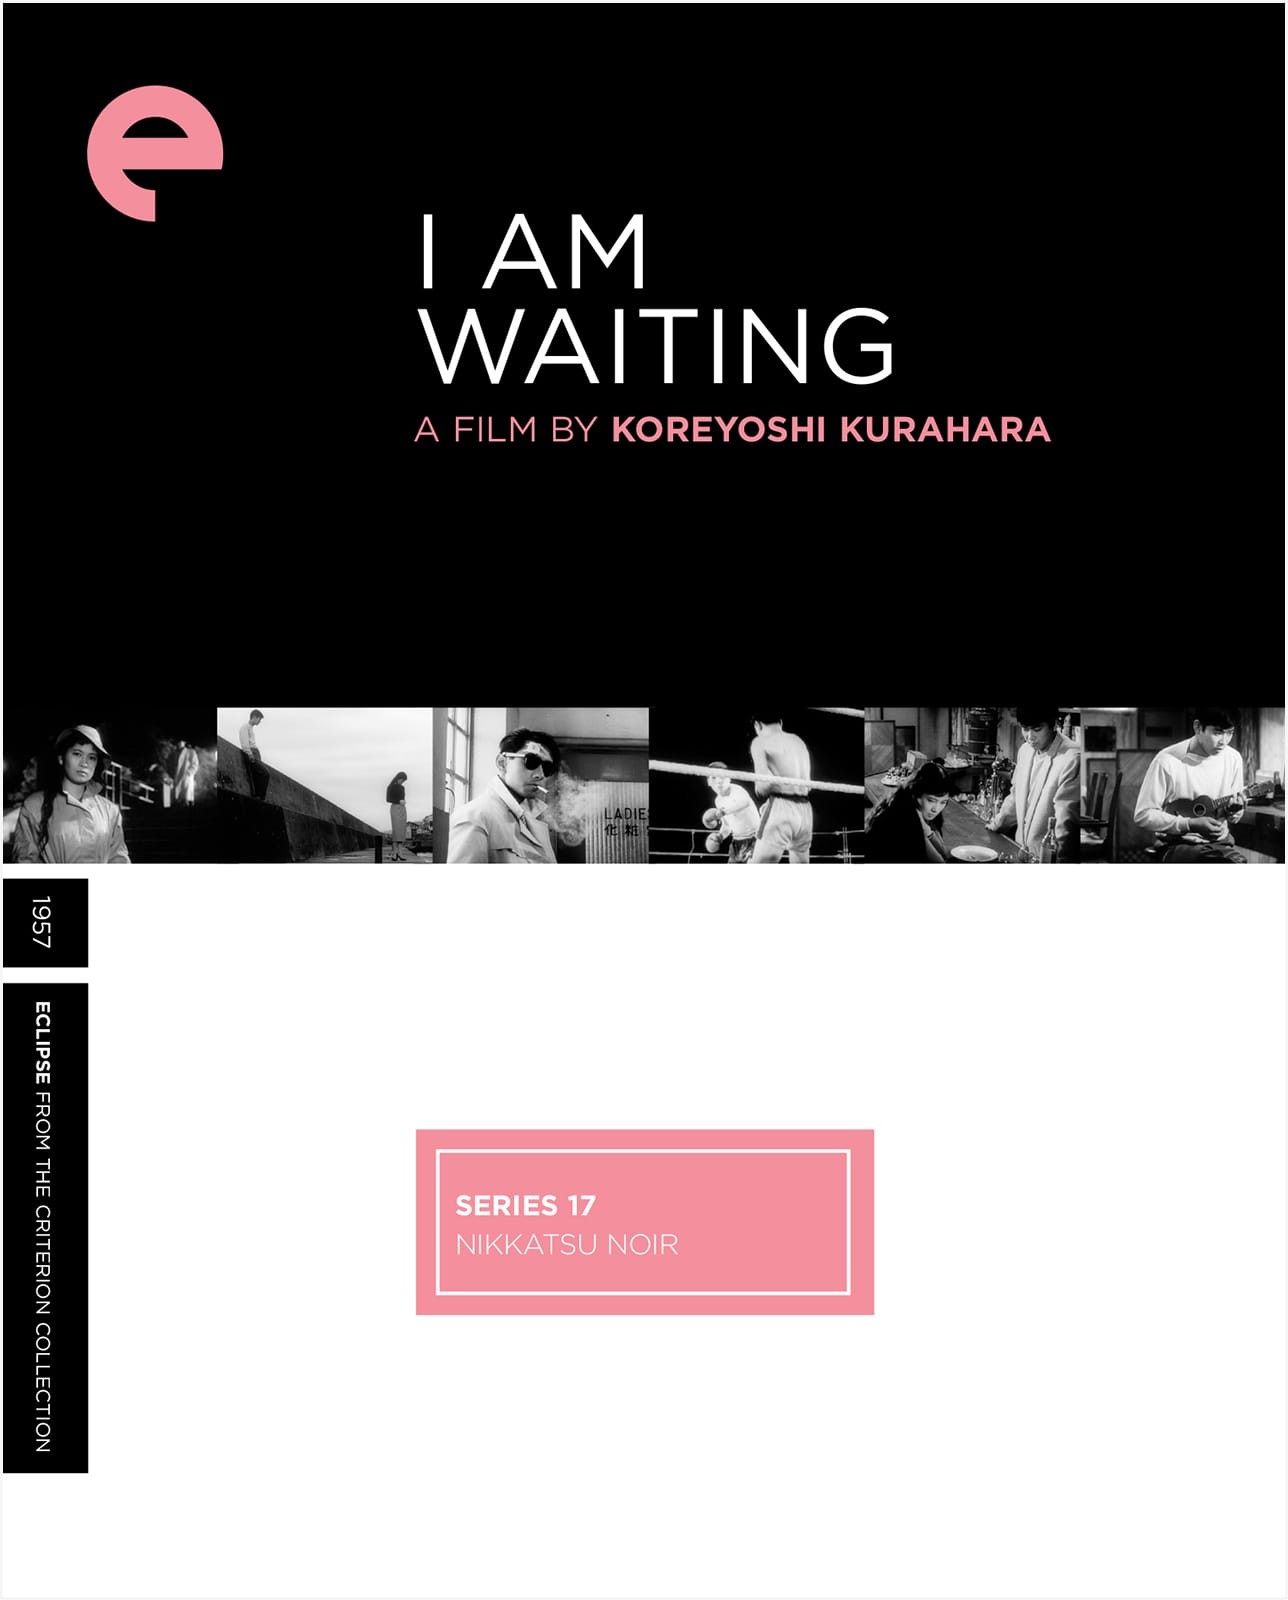 e
I AM
WAITING
A FILM BY KOREYOSHI KURAHARA
LADIES
化粧
1957
ECLIPSE FROM THE CRITERION COLLECTION
SERIES 17
NIKKATSU NOIR